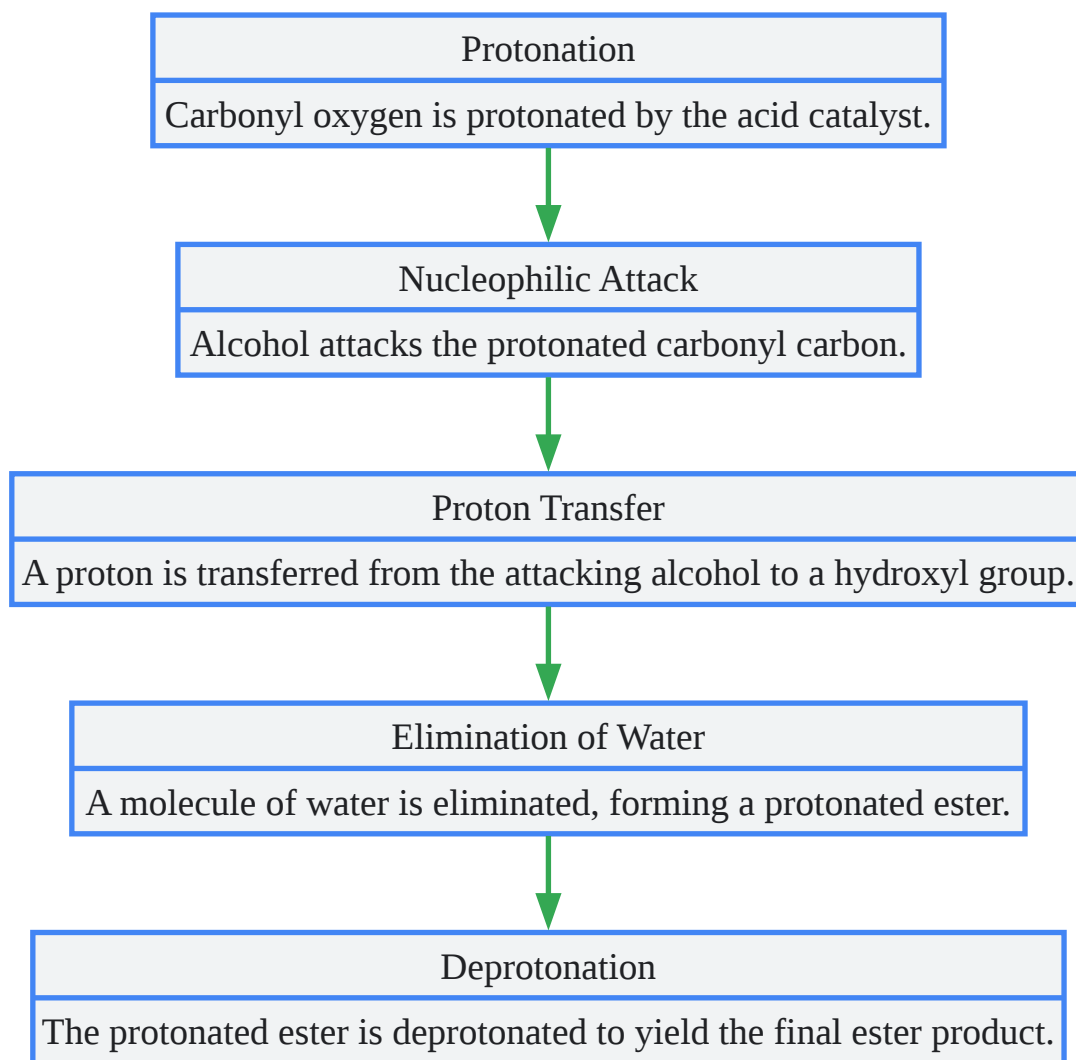 Protonation
Carbonyl oxygen is protonated by the acid catalyst.
Nucleophilic Attack
Alcohol attacks the protonated carbonyl carbon.
Proton Transfer
A proton is transferred from the attacking alcohol to a hydroxyl group.
Elimination of Water
A molecule of water is eliminated, forming a protonated ester.
Deprotonation
The protonated ester is deprotonated to yield the final ester product.